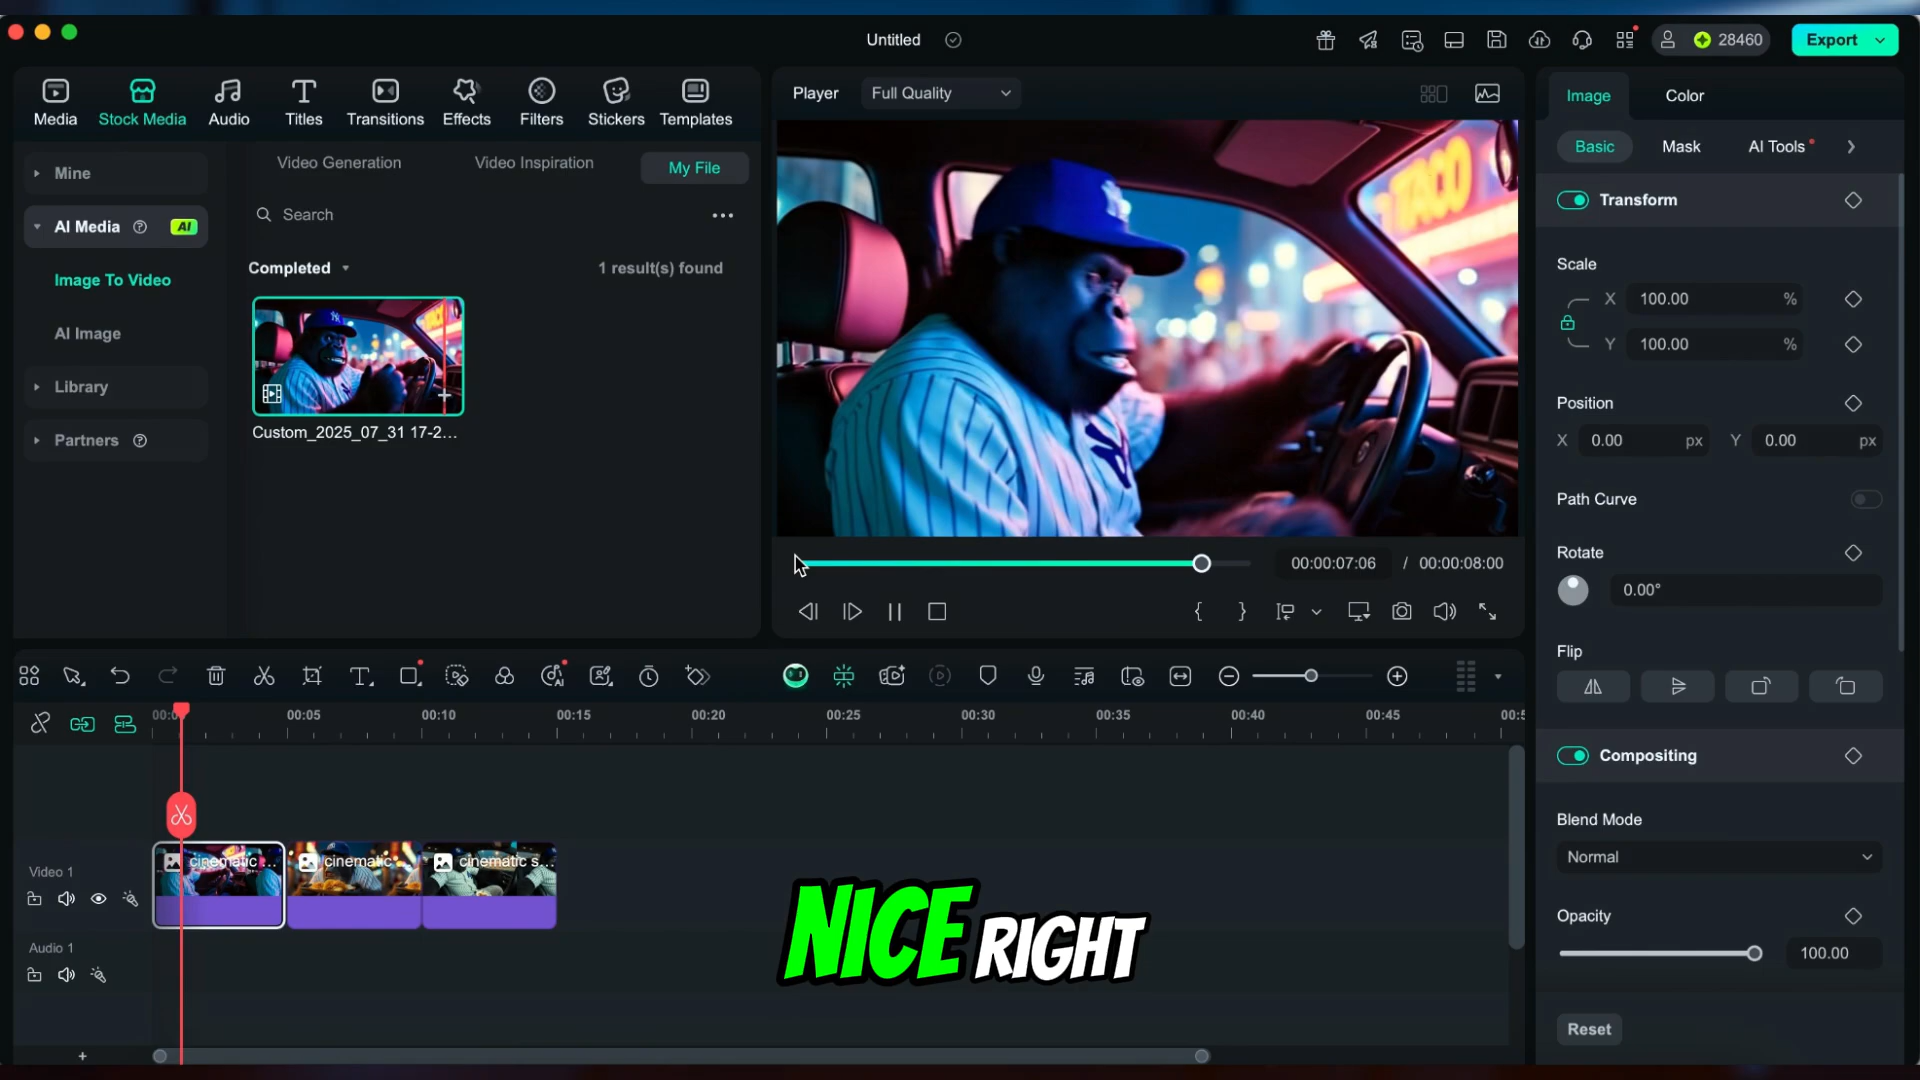 Untitled
28460
Export
Media
Stock Media
Audio
Titles
Transitions
Effects
Filters
Stickers
Templates
Player
Full Quality
Image
Color
Mine
Video Generation
Video Inspiration
My File
Basic
Mask
AI Tools
AI Media
AI
Search
Transform
TACO
Image To Video
Completed
1 result(s) found
Scale
X 100.00 %
AI Image
Y 100.00 %
Library
Position
Custom_2025_07_31 17-2...
Partners
X 0.00 px Y 0.00 px
Path Curve
Rotate
00:00:07:06 / 00:00:08:00
0.00°
Flip
00:05
00:10
00:15
00:20
00:25
00:30
00:35
00:40
00:45
Compositing
Blend Mode
Normal
Video 1
cinematic ...
cinematic
cinematic s...
Opacity
100.00
NICE RIGHT
Audio 1
Reset